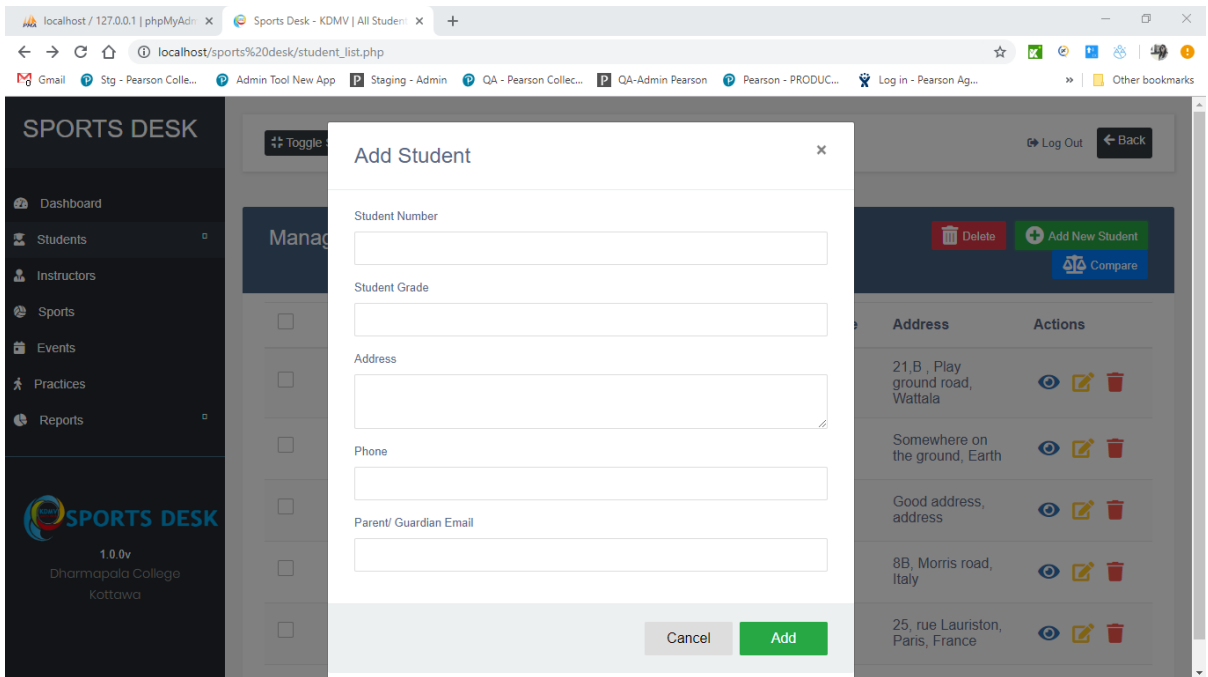 localhost / 127.0.0.1 | phpMyAdn
Sports Desk - KDMV | All Student
localhost/sports%20desk/student_list.php
Gmail
Stg - Pearson Colle...
Admin Tool New App
Staging - Admin
QA - Pearson Collec...
QA-Admin Pearson
Pearson - PRODUC...
Log in - Pearson Ag...
»
Other bookmarks
SPORTS DESK
Dashboard
Students
Instructors
Sports
Events
Practices
Reports
KDMV
SPORTS DESK
1.0.0v
Dharmapala College
Kottawa
Toggle S
Log Out
Back
Manag
Delete
Add New Student
Compare
Address
Actions
21,B , Play
ground road,
Wattala
Somewhere on
the ground, Earth
Good address,
address
8B, Morris road,
Italy
25, rue Lauriston,
Paris, France
Add Student
×
Student Number
Student Grade
Address
Phone
Parent/ Guardian Email
Cancel
Add